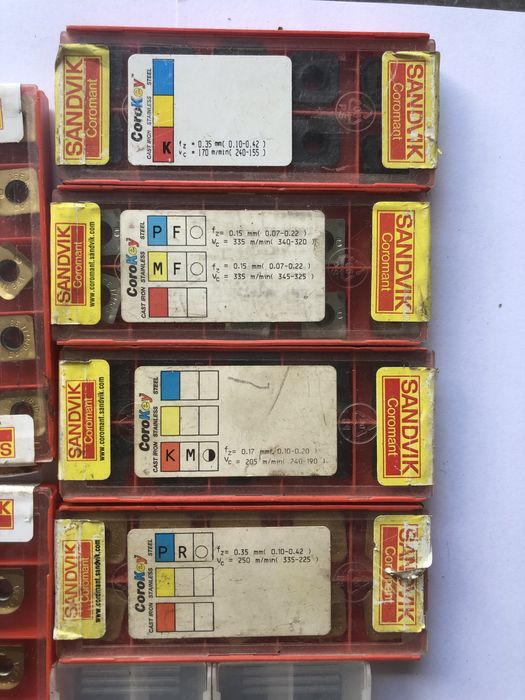 SANDVIK
Coromant
CoroKey™
CAST IRON STAINLESS STEEL
K
fz = 0.35 mm( 0.10-0.42)
vc = 170 m/min( 240-155)
SANDVIK
Coromant
SANDVIK
Coromant
www.coromant.sandvik.com
CoroKey
CAST IRON STAINLESS STEEL
P F
fz= 0.15 mm( 0.07-0.22 )
vc = 335 m/min( 340-320 )
M F
fz= 0.15 mm( 0.07-0.22 )
vc = 335 m/min( 345-325 )
SANDVIK
Coromant
SANDVIK
Coromant
www.coromant.sandvik.com
CoroKey
CAST IRON STAINLESS STEEL
K M
fz= 0.17 mm( 0.10-0.20 )
vc = 205 m/min( 240-190 )
SANDVIK
Coromant
S
K
SANDVIK
Coromant
www.coromant.sandvik.com
CoroKey
CAST IRON STAINLESS STEEL
P R
fz= 0.35 mm( 0.10-0.42 )
vc = 250 m/min( 335-225 )
SANDVIK
Coromant